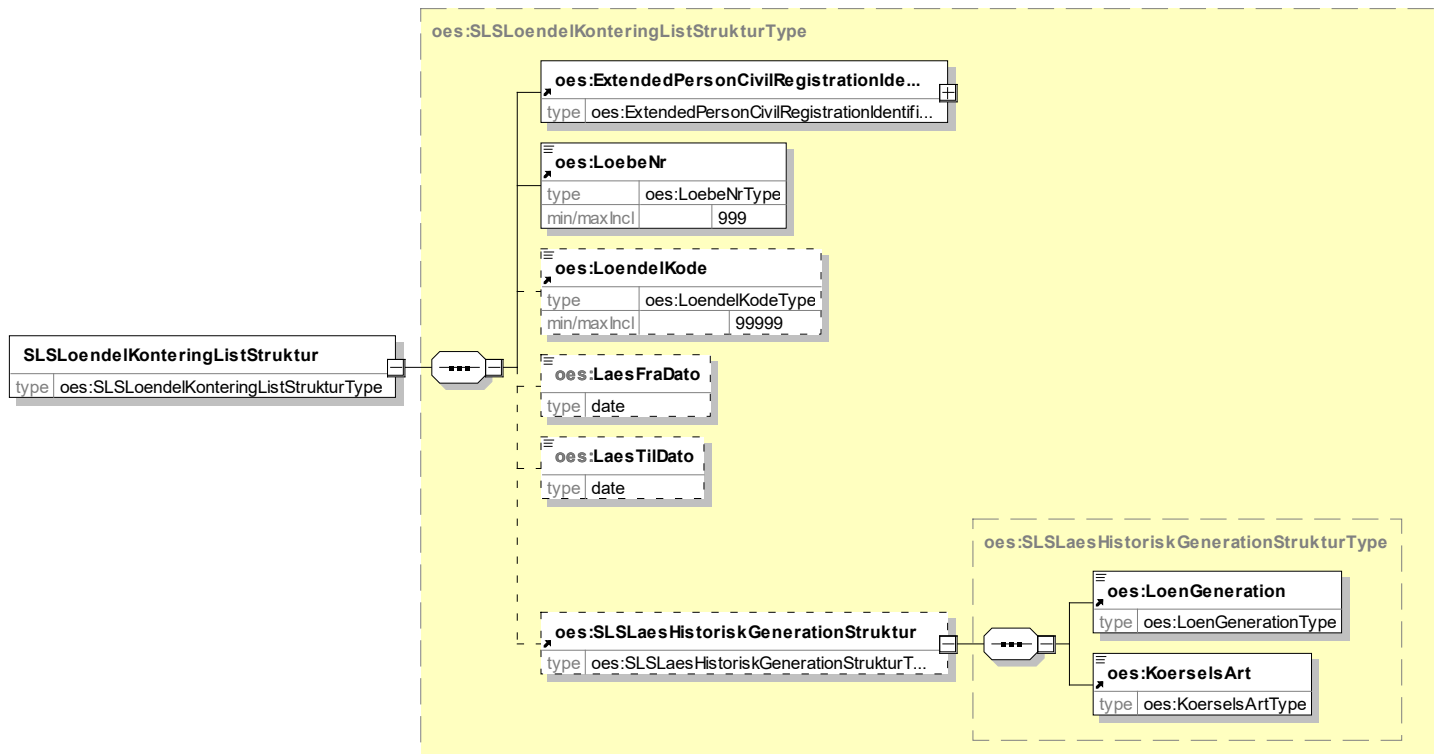 oes:SLSLoendelKonteringListStrukturType
oes:ExtendedPersonCivilRegistrationIde...
type oes:ExtendedPersonCivilRegistrationIdentifi...
oes:LoebeNr
type oes:LoebeNrType
min/maxIncl 999
oes:LoendelKode
type oes:LoendelKodeType
min/maxIncl 99999
SLSLoendelKonteringListStruktur
type oes:SLSLoendelKonteringListStrukturType
oes:LaesFraDato
type date
oes:LaesTilDato
type date
oes:SLSLaesHistoriskGenerationStruktur
type oes:SLSLaesHistoriskGenerationStrukturT...
oes:SLSLaesHistoriskGenerationStrukturType
oes:LoenGeneration
type oes:LoenGenerationType
oes:KoerselsArt
type oes:KoerselsArtType